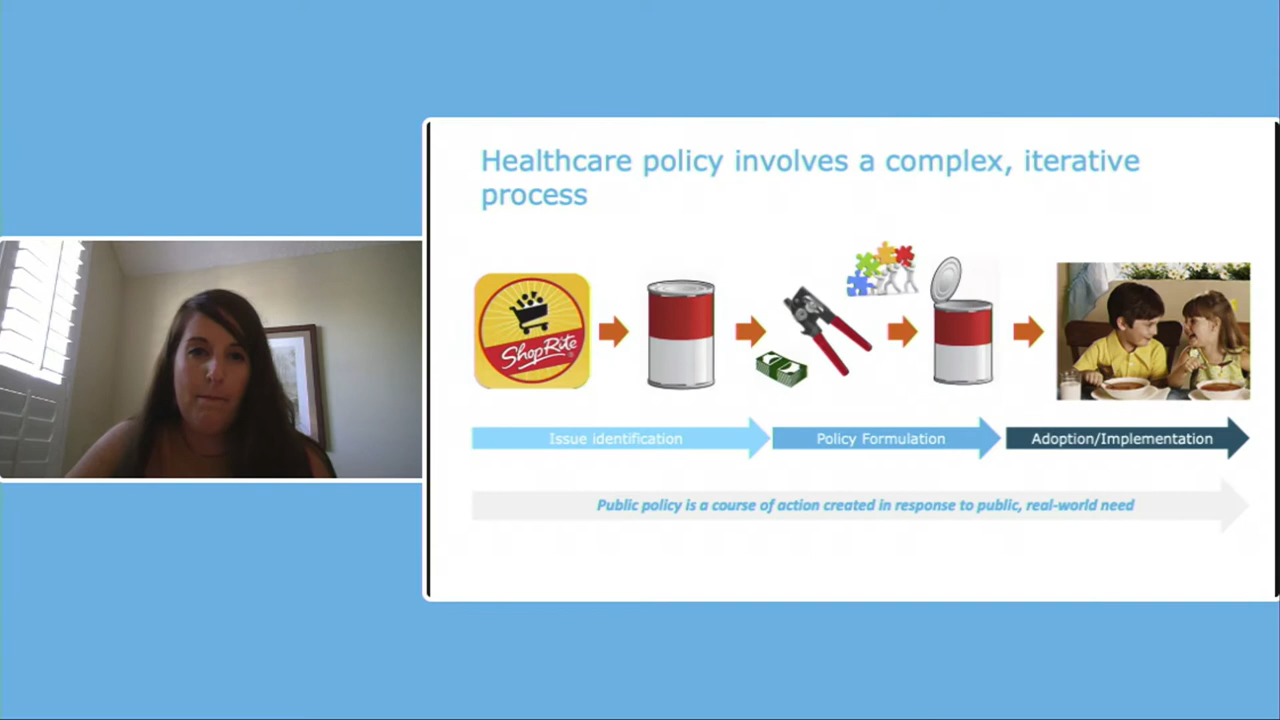 Healthcare policy involves a complex, iterative
process
ShopRite
Issue identification
Policy Formulation
Adoption/Implementation
Public policy is a course of action created in response to public, real-world need